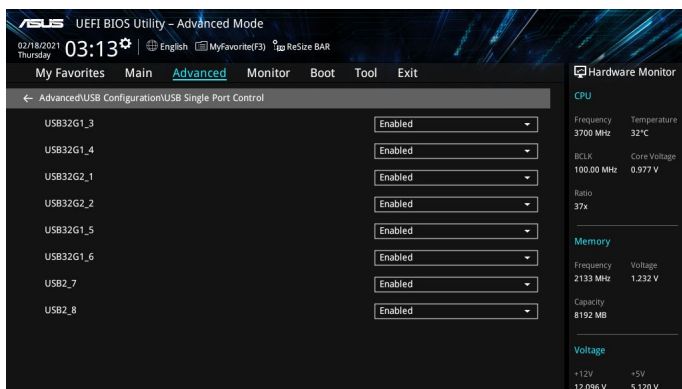 ASUS UEFI BIOS Utility – Advanced Mode
02/18/2021 Thursday 03:13 English MyFavorite(F3) ReSize BAR
My Favorites Main Advanced Monitor Boot Tool Exit
← Advanced\USB Configuration\USB Single Port Control
USB32G1_3 Enabled
USB32G1_4 Enabled
USB32G2_1 Enabled
USB32G2_2 Enabled
USB32G1_5 Enabled
USB32G1_6 Enabled
USB2_7 Enabled
USB2_8 Enabled
Hardware Monitor
CPU
Frequency Temperature
3700 MHz 32°C
BCLK Core Voltage
100.00 MHz 0.977 V
Ratio
37x
Memory
Frequency Voltage
2133 MHz 1.232 V
Capacity
8192 MB
Voltage
+12V +5V
12.096 V 5.120 V